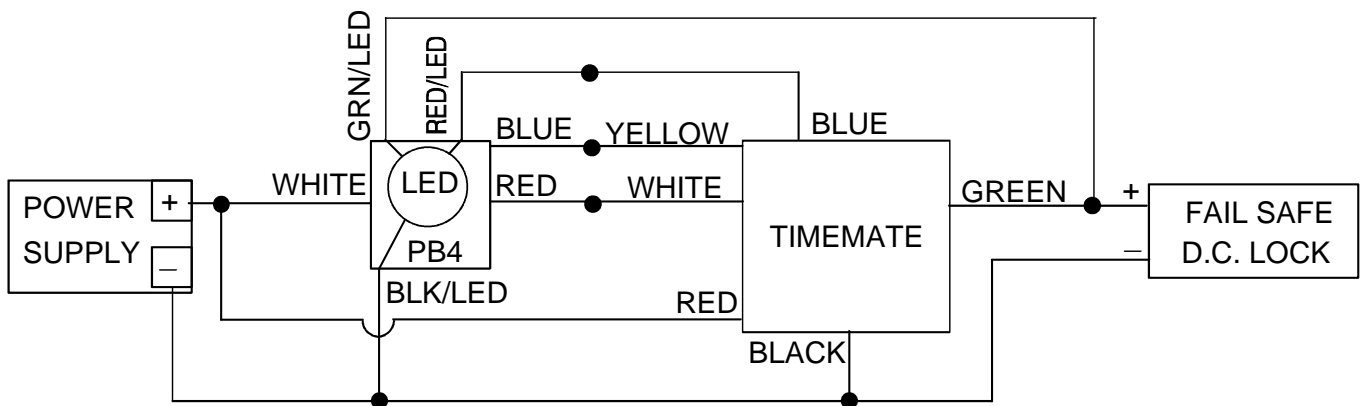 GRN/LED
RED/LED
BLUE
YELLOW
BLUE
WHITE
LED
RED
WHITE
GREEN
+
POWER
SUPPLY
+
–
PB4
TIMEMATE
FAIL SAFE
D.C. LOCK
–
BLK/LED
RED
BLACK